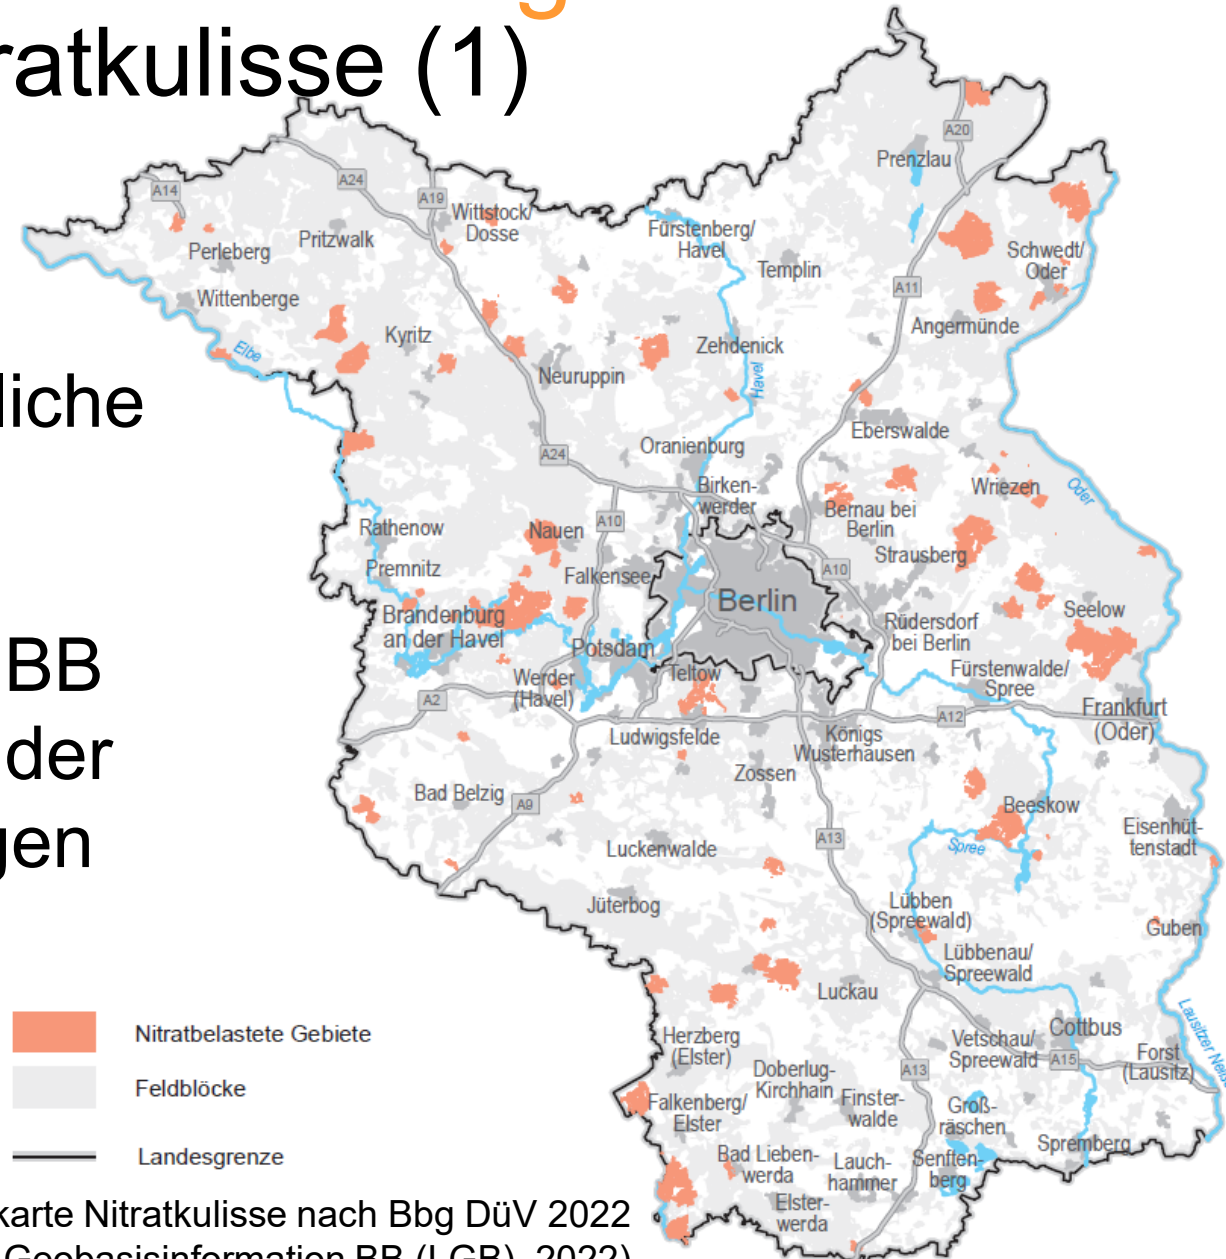 ratkulisse (1)
A20
Prenzlau
A14
A24
A19
Wittstock/
Dosse
Fürstenberg/
Havel
Perleberg
Pritzwalk
Templin
Schwedt/
Oder
A11
Wittenberge
Angermünde
Kyritz
Zehdenick
Elbe
Neuruppin
Havel
liche
Eberswalde
Oranienburg
A24
Birken-
werder
Wriezen
Oder
Bernau bei
Berlin
Rathenow
Nauen
A10
Strausberg
Premnitz
Falkensee
A10
Berlin
Brandenburg
an der Havel
Seelow
Rüdersdorf
bei Berlin
Potsdam
BB
Werder
(Havel)
Teltow
Fürstenwalde/
Spree
A2
A12
Frankfurt
(Oder)
Ludwigsfelde
Königs
Wusterhausen
der
Zossen
Bad Belzig
A9
Beeskow
gen
A13
Eisenhüt-
tenstadt
Luckenwalde
Spree
Jüterbog
Lübben
(Spreewald)
Guben
Lübbenau/
Spreewald
Luckau
Lausitzer Neiße
Nitratbelastete Gebiete
Herzberg
(Elster)
Vetschau/
Spreewald
Cottbus
A15
Forst
(Lausitz)
Feldblöcke
Doberlug-
Kirchhain
A13
Falkenberg/
Elster
Finster-
walde
Groß-
räschen
Landesgrenze
Bad Lieben-
werda
Lauch-
hammer
Senften-
berg
Spremberg
Elster-
werda
karte Nitratkulisse nach Bbg DüV 2022
Geobasisinformation BB (LGB), 2022)